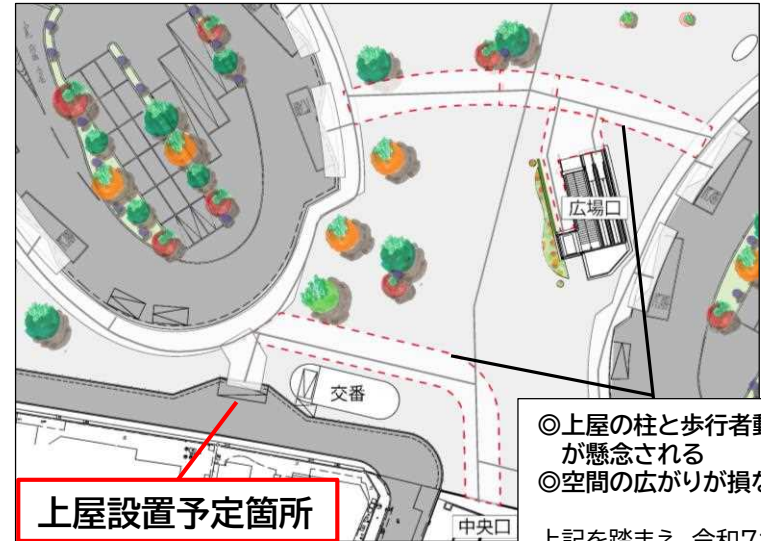 広場口
交番
◎上屋の柱と歩行者動
が懸念される
◎空間の広がりが損な
上記を踏まえ、令和7
上屋設置予定箇所
中央口